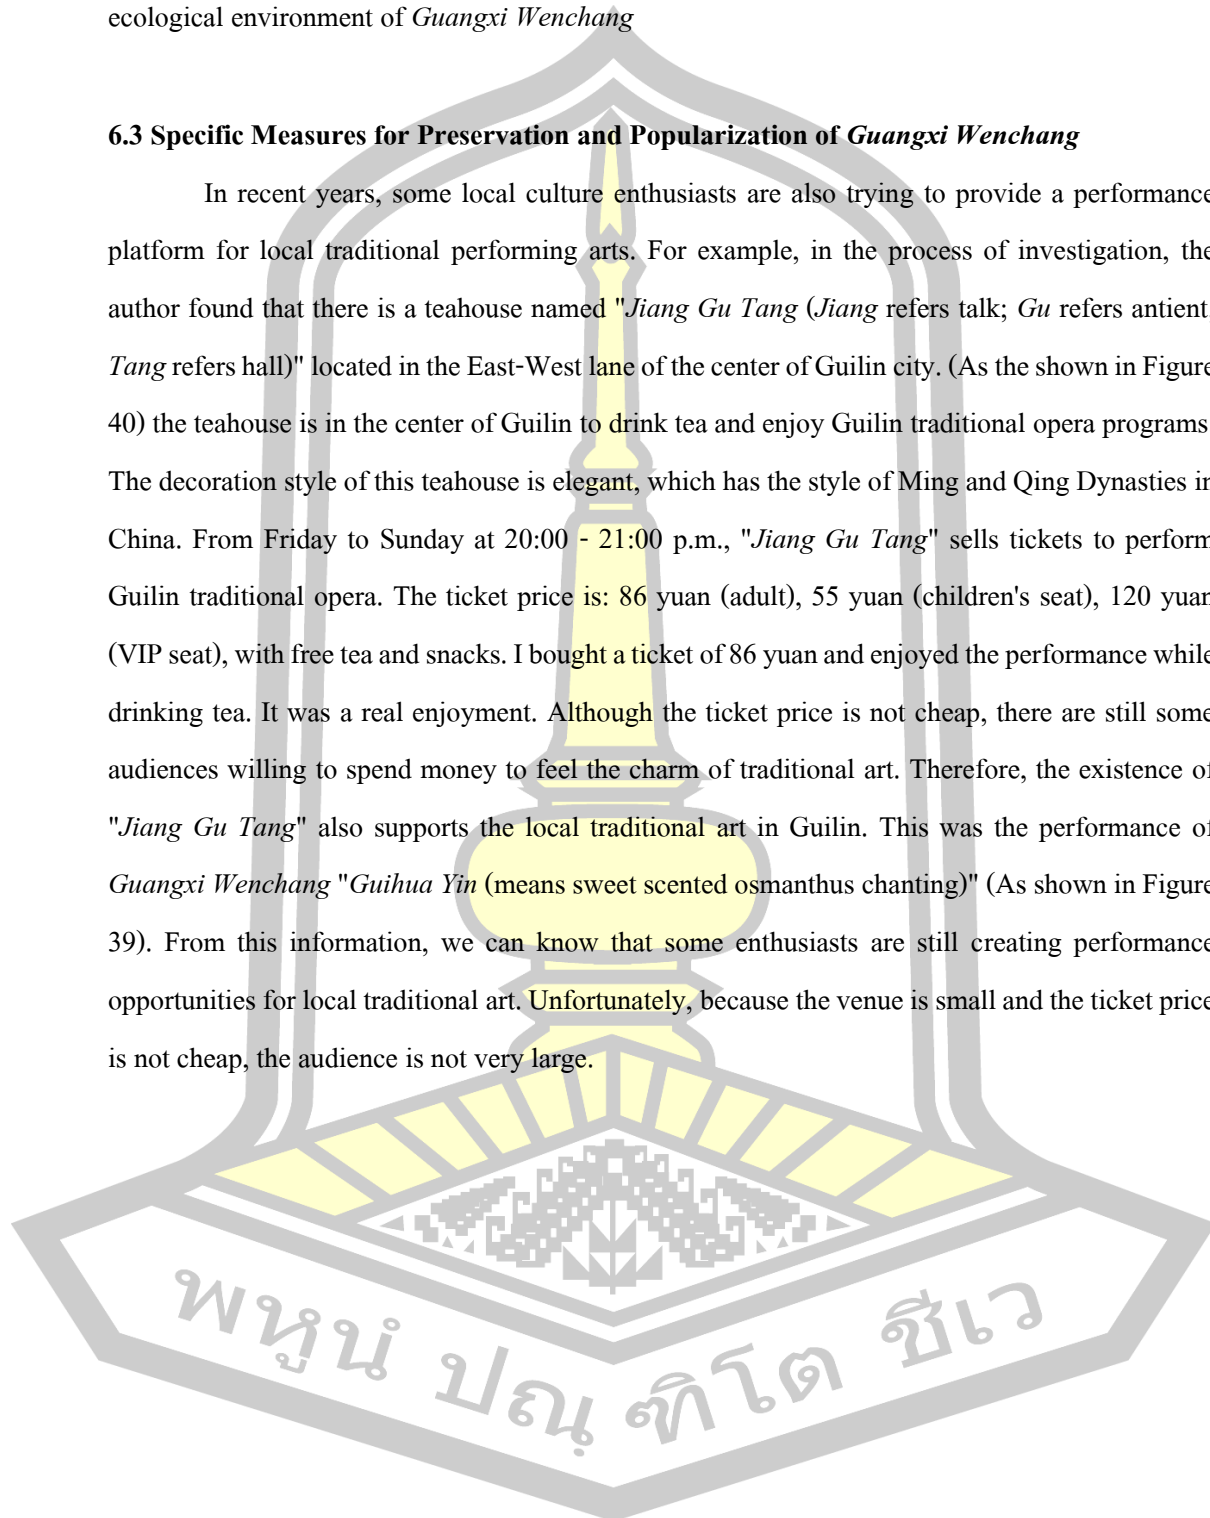 ecological environment of Guangxi Wenchang
6.3 Specific Measures for Preservation and Popularization of Guangxi Wenchang
In recent years, some local culture enthusiasts are also trying to provide a performance
platform for local traditional performing arts. For example, in the process of investigation, the
author found that there is a teahouse named "Jiang Gu Tang (Jiang refers talk; Gu refers antient.
Tang refers hall)" located in the East-West lane of the center of Guilin city. (As the shown in Figure
40) the teahouse is in the center of Guilin to drink tea and enjoy Guilin traditional opera programs
The decoration style of this teahouse is elegant, which has the style of Ming and Qing Dynasties in
China. From Friday to Sunday at 20:00 - 21:00 p.m., "Jiang Gu Tang" sells tickets to perform
Guilin traditional opera. The ticket price is: 86 yuan (adult), 55 yuan (children's seat), 120 yuan
(VIP seat), with free tea and snacks. I bought a ticket of 86 yuan and enjoyed the performance while
drinking tea. It was a real enjoyment. Although the ticket price is not cheap, there are still some
audiences willing to spend money to feel the charm of traditional art. Therefore, the existence of
"Jiang Gu Tang" also supports the local traditional art in Guilin. This was the performance of
Guangxi Wenchang "Guihua Yin (means sweet scented osmanthus chanting)" (As shown in Figure
39). From this information, we can know that some enthusiasts are still creating performance
opportunities for local traditional art. Unfortunately, because the venue is small and the ticket price
is not cheap, the audience is not very large.
พหูนํ ปณฺฑิโต ชีเว